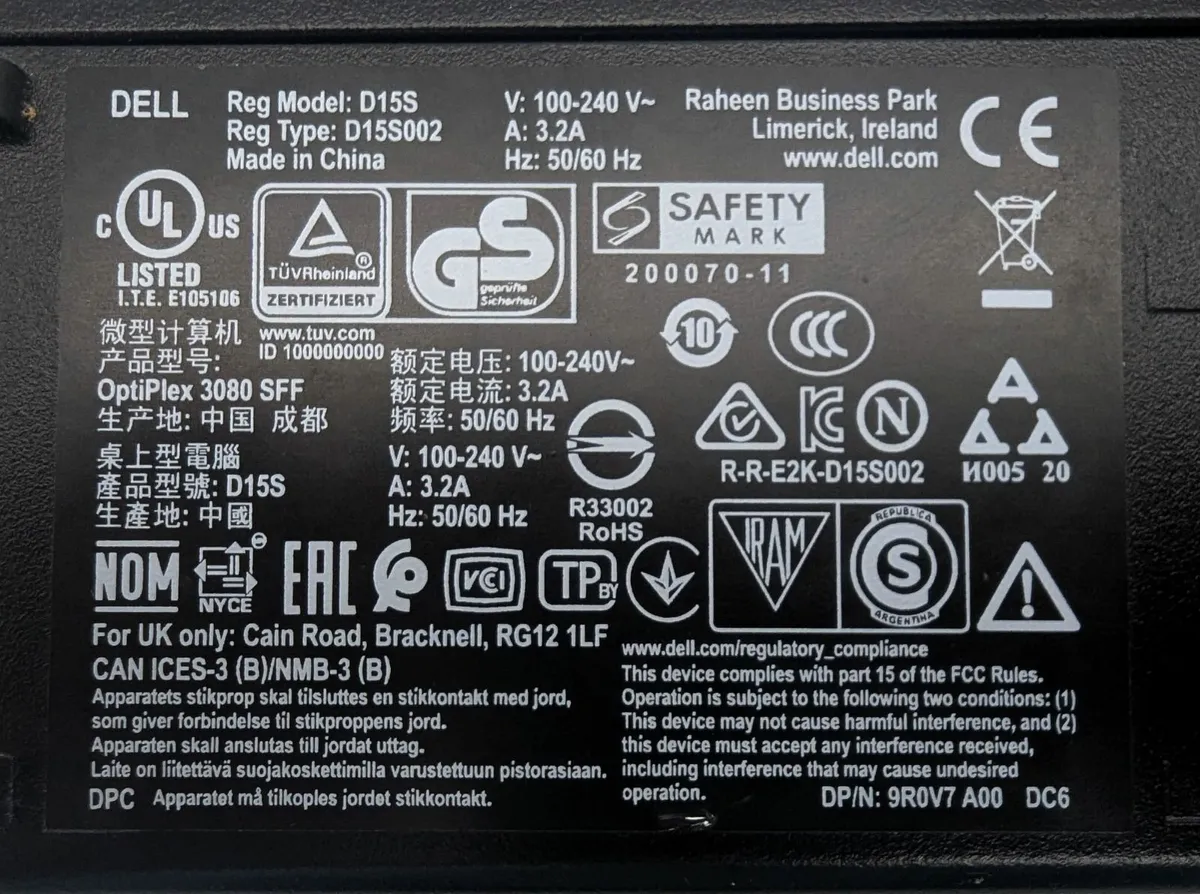 DELL
Reg Model: D15S
Reg Type: D15S002
Made in China
V: 100-240 V~
A: 3.2A
Hz: 50/60 Hz
Raheen Business Park
Limerick, Ireland
www.dell.com
CE
C UL US
LISTED
I.T.E. E105106
TÜVRheinland®
ZERTIFIZIERT
GS
geprüfte
Sicherheit
www.tuv.com
ID 1000000000
SAFETY
MARK
200070-11
10
CCC
微型计算机
产品型号:
OptiPlex 3080 SFF
生产地: 中国 成都
额定电压: 100-240V~
额定电流: 3.2A
频率: 50/60 Hz
桌上型電腦
產品型號: D15S
生產地: 中國
V: 100-240 V~
A: 3.2A
Hz: 50/60 Hz
R33002
RoHS
KC
N
R-R-E2K-D15S002
И005 20
NOM
NYCE
EAC
VCI
TP BY
IRAM
REPUBLICA
S
ARGENTINA
For UK only: Cain Road, Bracknell, RG12 1LF
CAN ICES-3 (B)/NMB-3 (B)
Apparatets stikprop skal tilsluttes en stikkontakt med jord,
som giver forbindelse til stikproppens jord.
Apparaten skall anslutas till jordat uttag.
Laite on liitettävä suojakoskettimilla varustettuun pistorasiaan.
DPC Apparatet må tilkoples jordet stikkontakt.
www.dell.com/regulatory_compliance
This device complies with part 15 of the FCC Rules.
Operation is subject to the following two conditions: (1)
This device may not cause harmful interference, and (2)
this device must accept any interference received,
including interference that may cause undesired
operation.
DP/N: 9R0V7 A00 DC6